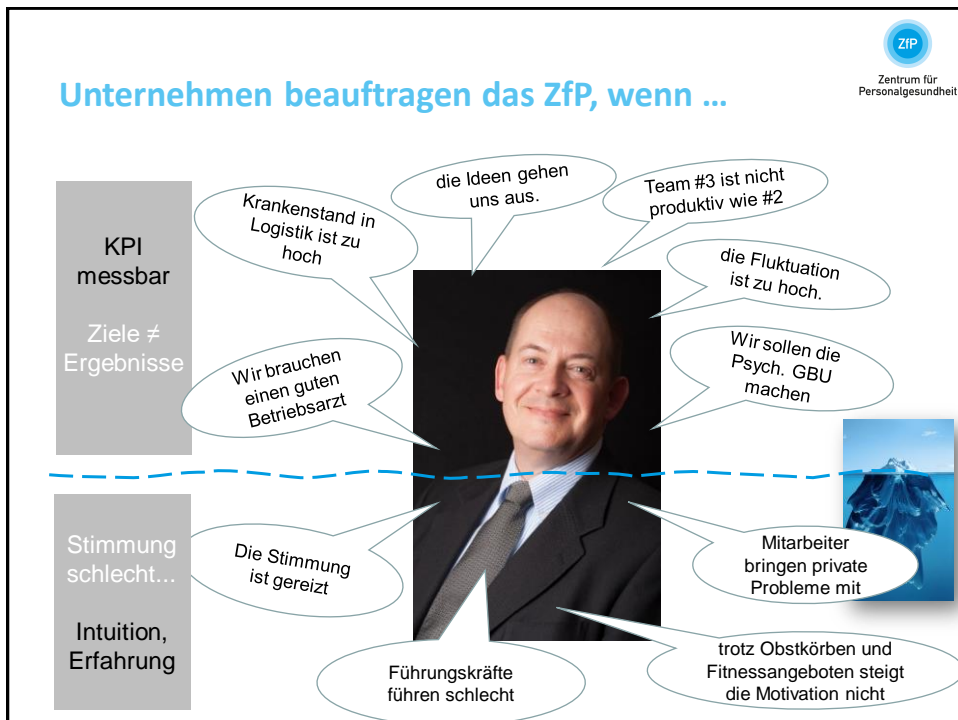 ZfP
Zentrum für
Personalgesundheit
Unternehmen beauftragen das ZfP, wenn ...
KPI
messbar
Ziele ≠
Ergebnisse
Krankenstand in
Logistik ist zu
hoch
die Ideen gehen
uns aus.
Team #3 ist nicht
produktiv wie #2
die Fluktuation
ist zu hoch.
Wir brauchen
einen guten
Betriebsarzt
Wir sollen die
Psych. GBU
machen
Stimmung
schlecht...
Intuition,
Erfahrung
Die Stimmung
ist gereizt
Mitarbeiter
bringen private
Probleme mit
Führungskräfte
führen schlecht
trotz Obstkörben und
Fitnessangeboten steigt
die Motivation nicht